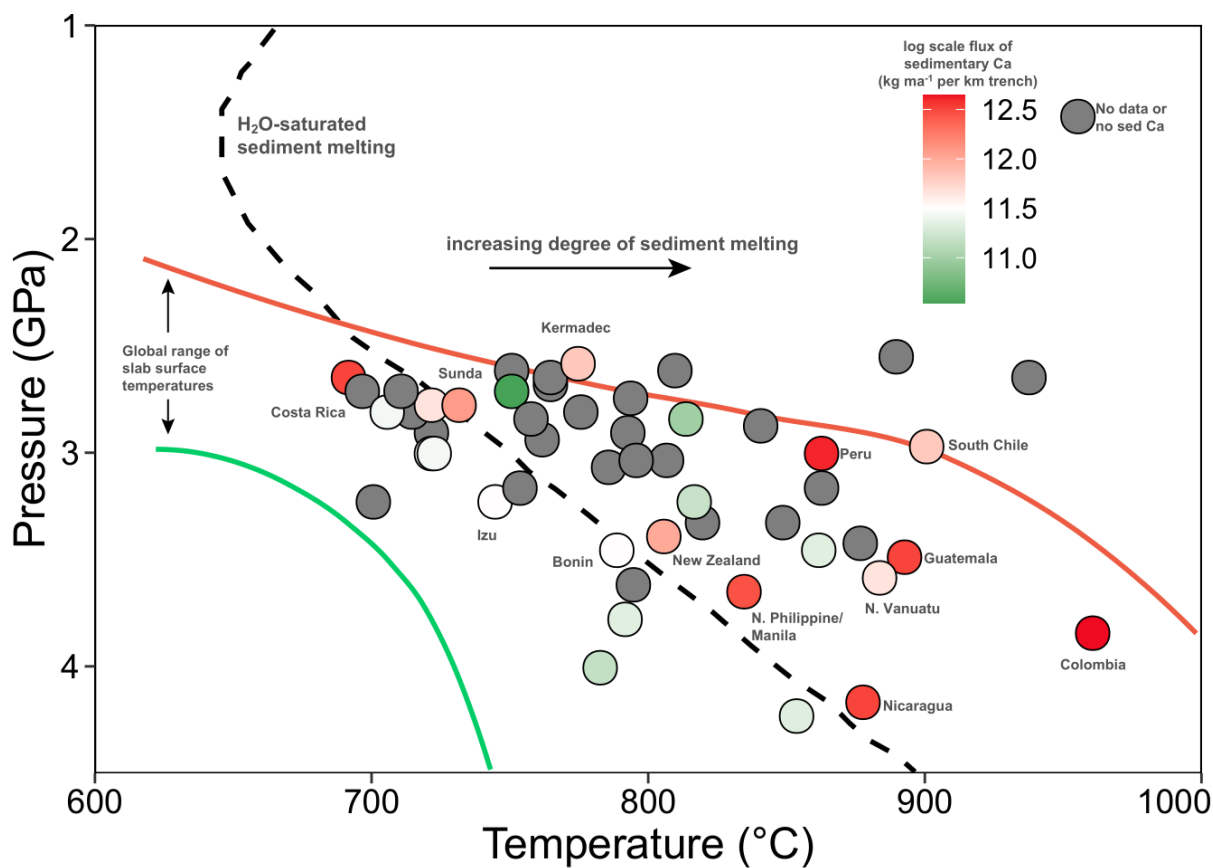 1
2
3
4
Pressure (GPa)
600
700
800
900
1000
Temperature (°C)
H₂O-saturated
sediment melting
increasing degree of sediment melting
Global range of
slab surface
temperatures
log scale flux of
sedimentary Ca
(kg ma⁻¹ per km trench)
12.5
12.0
11.5
11.0
No data or
no sed Ca
Kermadec
Sunda
Costa Rica
South Chile
Peru
Izu
Bonin
New Zealand
Guatemala
N. Vanuatu
N. Philippine/
Manila
Colombia
Nicaragua